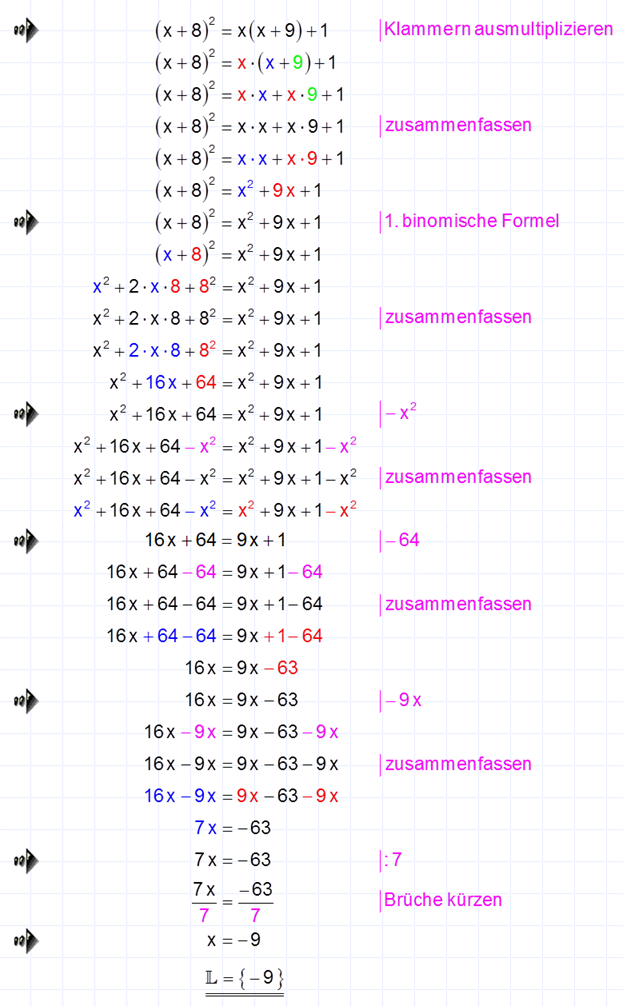 (x+8)² = x(x+9)+1 |Klammern ausmultiplizieren
(x+8)² = x·(x+9)+1
(x+8)² = x·x+x·9+1
(x+8)² = x·x+x·9+1 |zusammenfassen
(x+8)² = x·x+x·9+1
(x+8)² = x²+9x+1
(x+8)² = x²+9x+1 |1. binomische Formel
(x+8)² = x²+9x+1
x²+2·x·8+8² = x²+9x+1
x²+2·x·8+8² = x²+9x+1 |zusammenfassen
x²+2·x·8+8² = x²+9x+1
x²+16x+64 = x²+9x+1
x²+16x+64 = x²+9x+1 |−x²
x²+16x+64−x² = x²+9x+1−x²
x²+16x+64−x² = x²+9x+1−x² |zusammenfassen
x²+16x+64−x² = x²+9x+1−x²
16x+64 = 9x+1 |−64
16x+64−64 = 9x+1−64
16x+64−64 = 9x+1−64 |zusammenfassen
16x+64−64 = 9x+1−64
16x = 9x−63
16x = 9x−63 |−9x
16x−9x = 9x−63−9x
16x−9x = 9x−63−9x |zusammenfassen
16x−9x = 9x−63−9x
7x = −63
7x = −63 |:7
7x/7 = −63/7 |Brüche kürzen
x = −9
𝕃 = {−9}